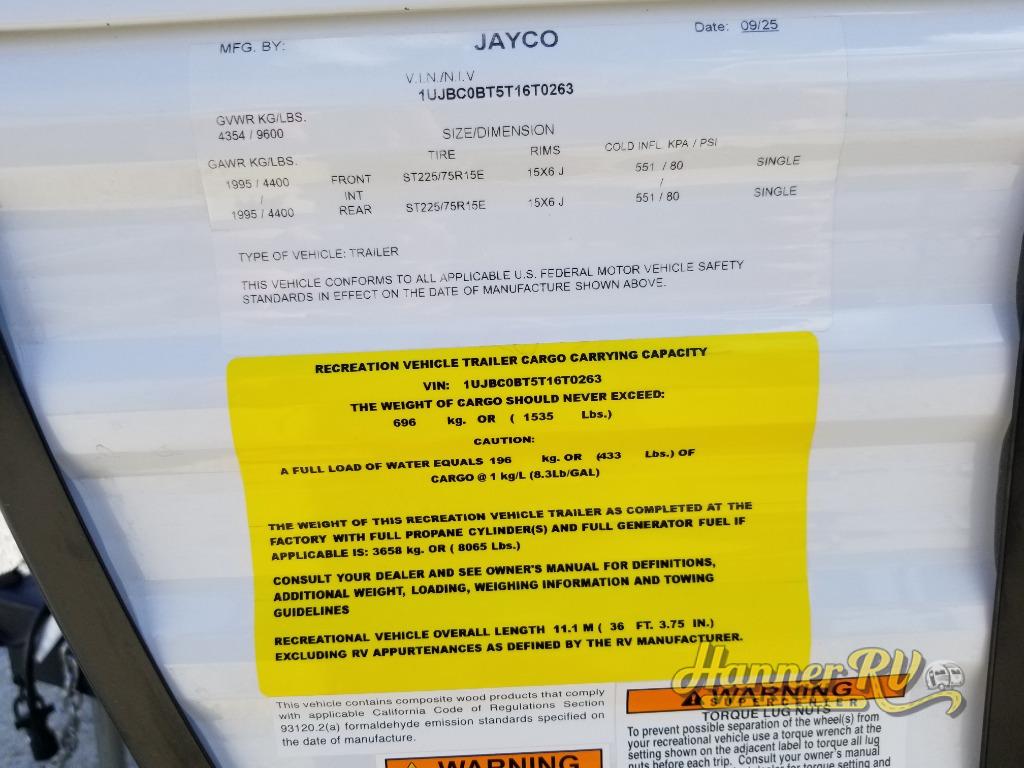 MFG. BY: JAYCO Date: 09/25
V.I.N./N.I.V
1UJBC0BT5T16T0263
GVWR KG/LBS.
4354 / 9600
SIZE/DIMENSION
GAWR KG/LBS. TIRE RIMS COLD INFL. KPA / PSI
1995 / 4400 FRONT ST225/75R15E 15X6 J 551 / 80 SINGLE
/ INT /
1995 / 4400 REAR ST225/75R15E 15X6 J 551 / 80 SINGLE
TYPE OF VEHICLE: TRAILER
THIS VEHICLE CONFORMS TO ALL APPLICABLE U.S. FEDERAL MOTOR VEHICLE SAFETY
STANDARDS IN EFFECT ON THE DATE OF MANUFACTURE SHOWN ABOVE.
RECREATION VEHICLE TRAILER CARGO CARRYING CAPACITY
VIN: 1UJBC0BT5T16T0263
THE WEIGHT OF CARGO SHOULD NEVER EXCEED:
696 kg. OR ( 1535 Lbs.)
CAUTION:
A FULL LOAD OF WATER EQUALS 196 kg. OR (433 Lbs.) OF
CARGO @ 1 kg/L (8.3Lb/GAL)
THE WEIGHT OF THIS RECREATION VEHICLE TRAILER AS COMPLETED AT THE
FACTORY WITH FULL PROPANE CYLINDER(S) AND FULL GENERATOR FUEL IF
APPLICABLE IS: 3658 kg. OR ( 8065 Lbs.)
CONSULT YOUR DEALER AND SEE OWNER'S MANUAL FOR DEFINITIONS,
ADDITIONAL WEIGHT, LOADING, WEIGHING INFORMATION AND TOWING
GUIDELINES
RECREATIONAL VEHICLE OVERALL LENGTH 11.1 M ( 36 FT. 3.75 IN.)
EXCLUDING RV APPURTENANCES AS DEFINED BY THE RV MANUFACTURER.
Hanner RV
SUPERCENTER
This vehicle contains composite wood products that comply
with applicable California Code of Regulations Section
93120.2(a) formaldehyde emission standards specified on
the date of manufacture.
WARNING
WARNING
TORQUE LUG NUTS
To prevent possible separation of the wheel(s) from
your recreational vehicle use a torque wrench at the
setting shown on the adjacent label to torque all lug
nuts before each trip. Consult your owner's manual
for torque setting and